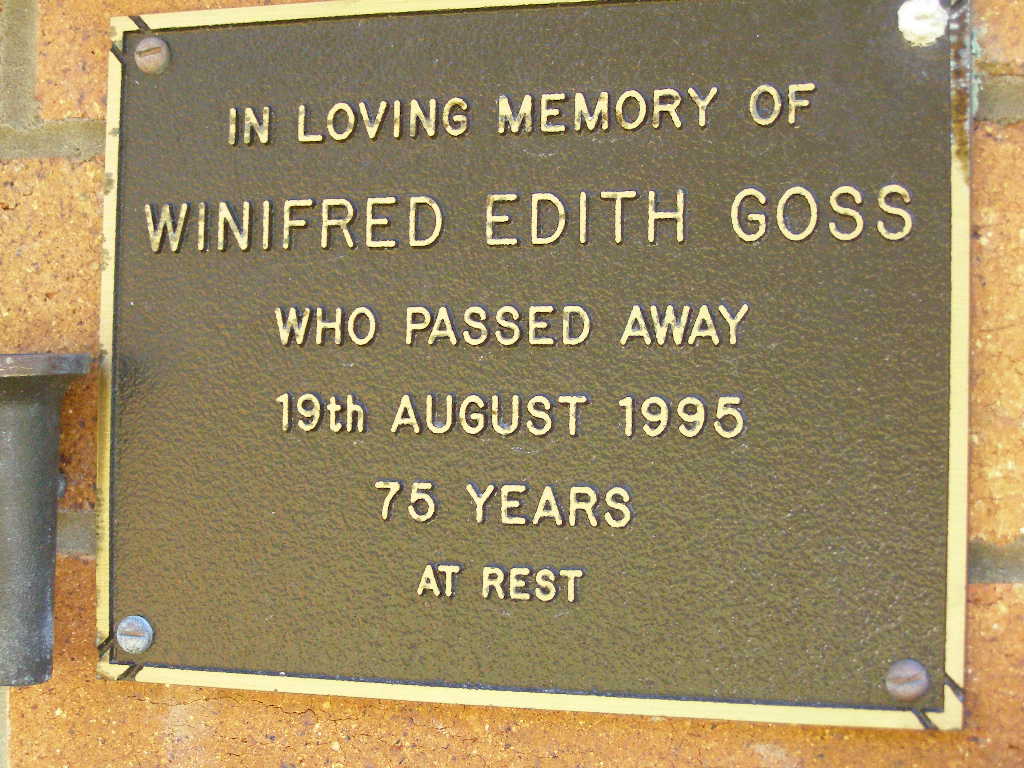 IN LOVING MEMORY OF
WINIFRED EDITH GOSS
WHO PASSED AWAY
19th AUGUST 1995
75 YEARS
AT REST